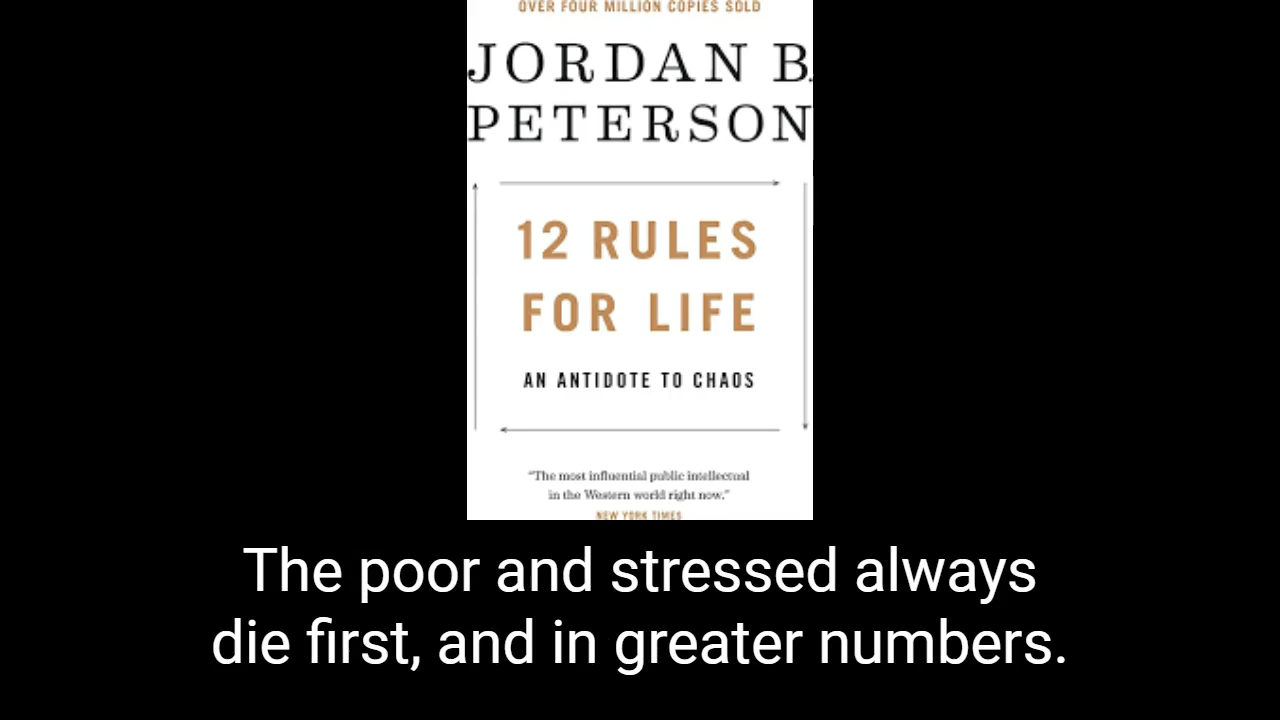 OVER FOUR MILLION COPIES SOLD
JORDAN B.
PETERSON
12 RULES
FOR LIFE
AN ANTIDOTE TO CHAOS
“The most influential public intellectual
in the Western world right now.”
NEW YORK TIMES
The poor and stressed always
die first, and in greater numbers.